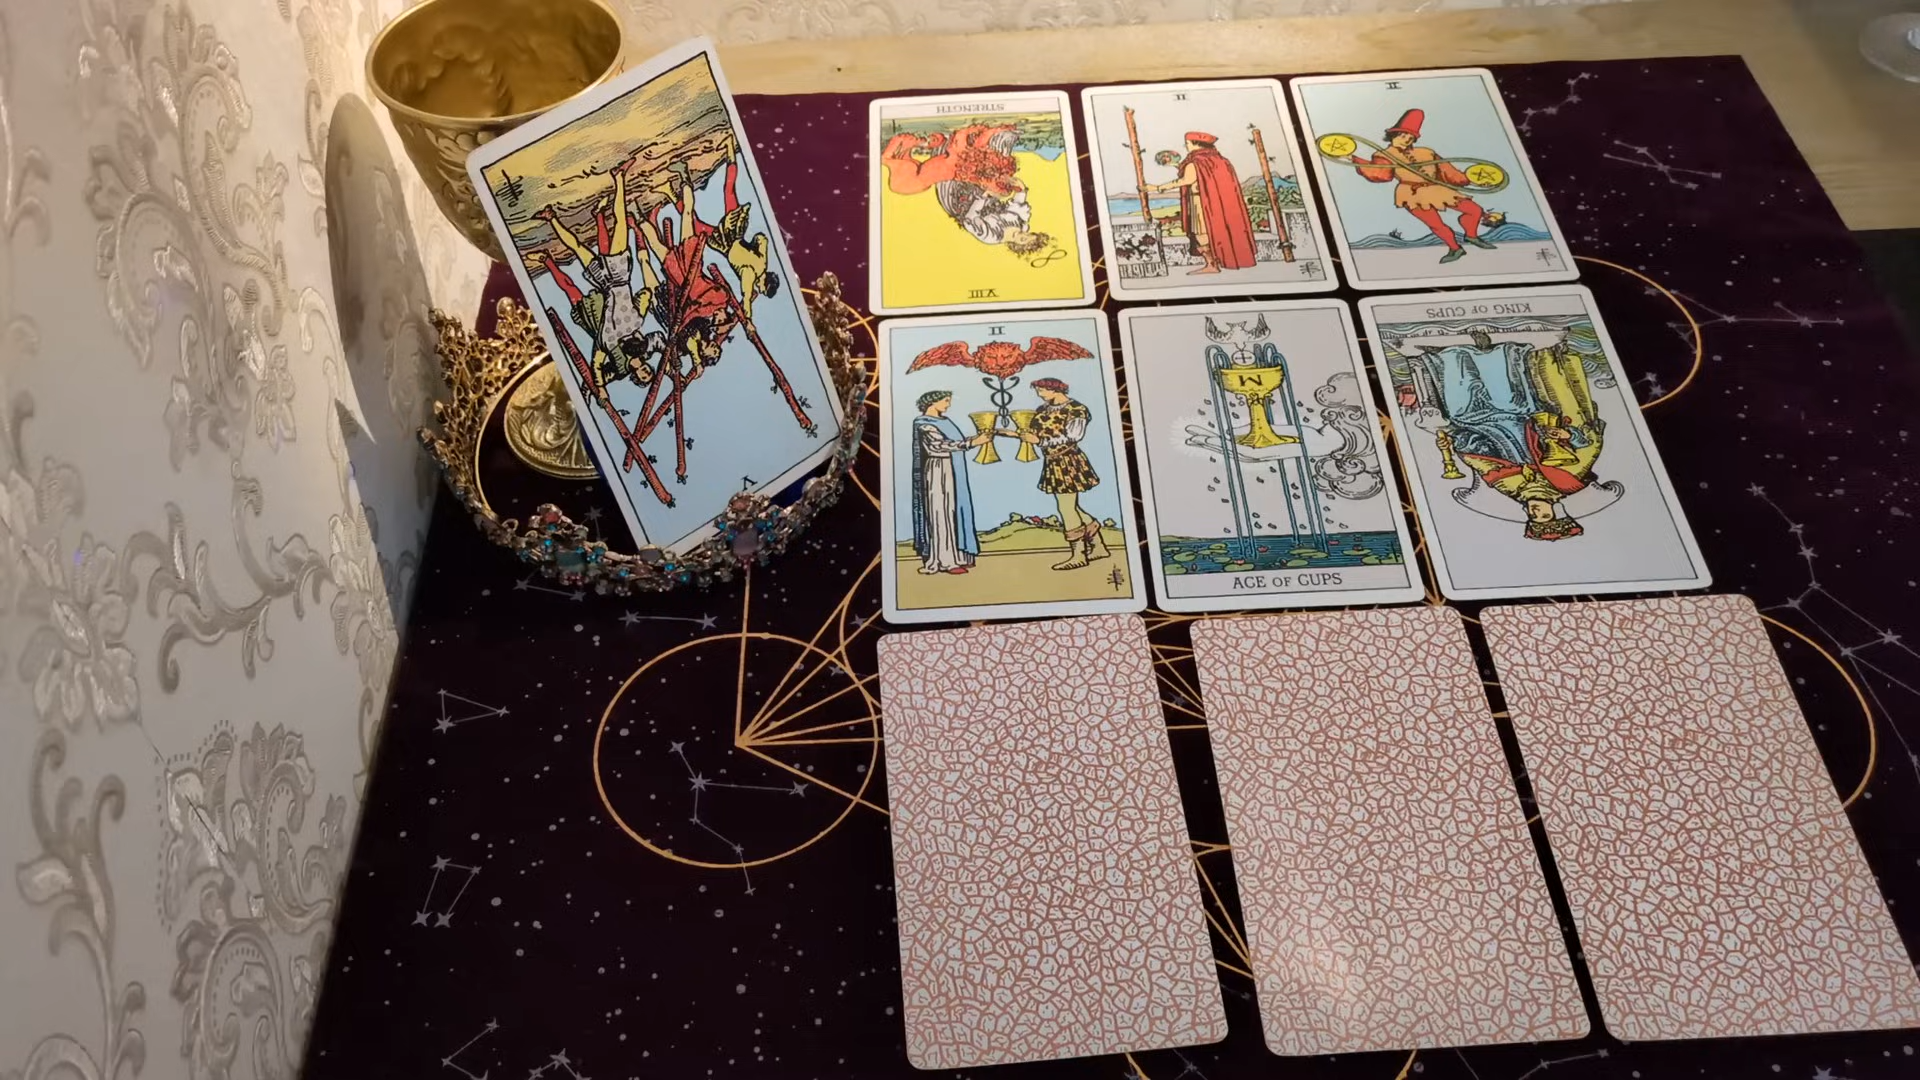 STRENGTH
VIII
II
II
V
II
M
ACE OF CUPS
KING OF CUPS